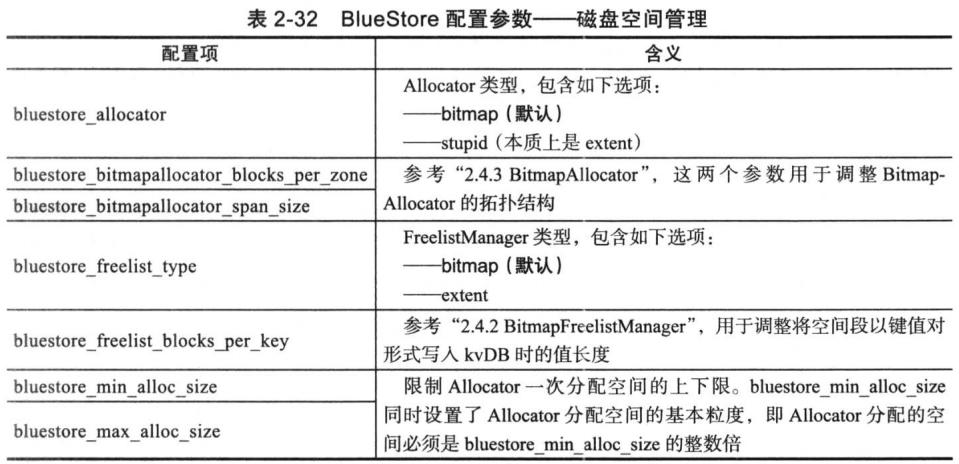 表 2-32 BlueStore 配置参数——磁盘空间管理
配置项 含义
bluestore_allocator
Allocator 类型，包含如下选项：
——bitmap（默认）
——stupid（本质上是 extent）
bluestore_bitmapallocator_blocks_per_zone
bluestore_bitmapallocator_span_size
参考“2.4.3 BitmapAllocator”，这两个参数用于调整 Bitmap-
Allocator 的拓扑结构
bluestore_freelist_type
FreelistManager 类型，包含如下选项：
——bitmap（默认）
——extent
bluestore_freelist_blocks_per_key
参考“2.4.2 BitmapFreelistManager”，用于调整将空间段以键值对
形式写入 kvDB 时的值长度
bluestore_min_alloc_size
bluestore_max_alloc_size
限制 Allocator 一次分配空间的上下限。bluestore_min_alloc_size
同时设置了 Allocator 分配空间的基本粒度，即 Allocator 分配的空
间必须是 bluestore_min_alloc_size 的整数倍